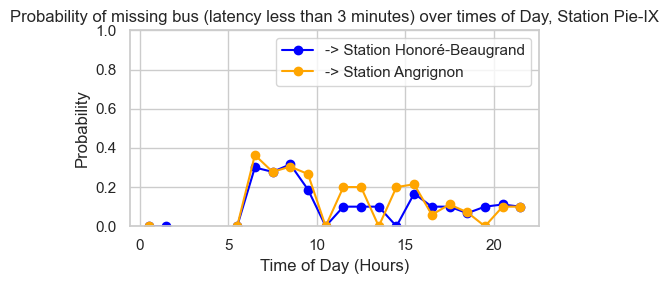 Probability of missing bus (latency less than 3 minutes) over times of Day, Station Pie-IX
1.0
0.8
0.6
0.4
0.2
0.0
Probability
-> Station Honoré-Beaugrand
-> Station Angrignon
0 5 10 15 20
Time of Day (Hours)